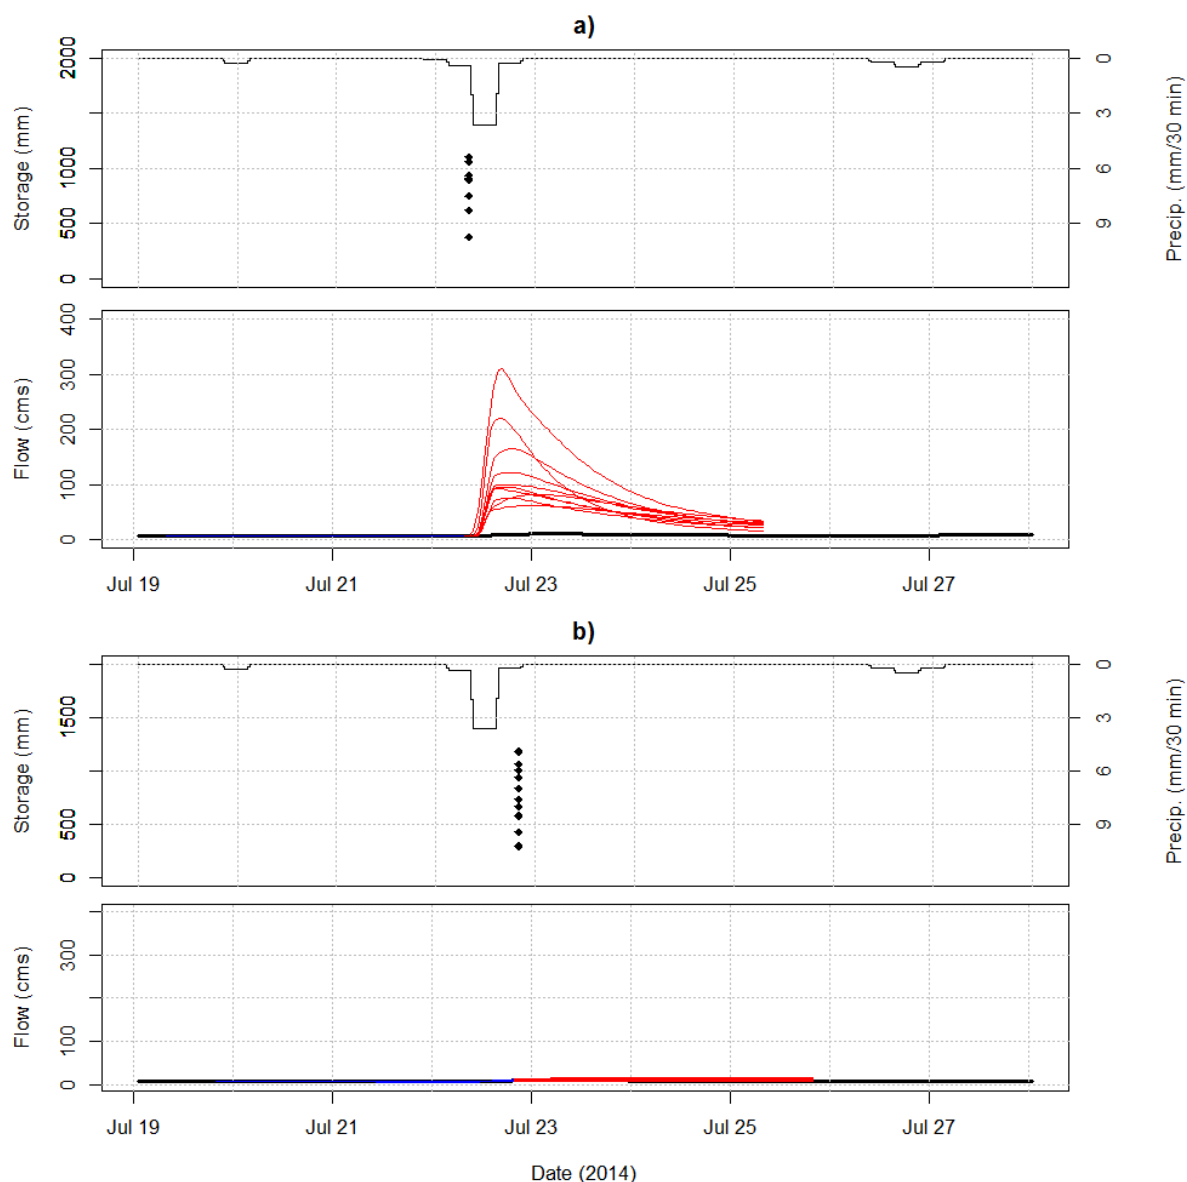 a)
Storage (mm)
2000
1000
500
0
0
3
6
9
Precip. (mm/30 min)
Flow (cms)
400
300
200
100
0
Jul 19 Jul 21 Jul 23 Jul 25 Jul 27
b)
Storage (mm)
1500
500
0
0
3
6
9
Precip. (mm/30 min)
Flow (cms)
300
100
0
Jul 19 Jul 21 Jul 23 Jul 25 Jul 27
Date (2014)